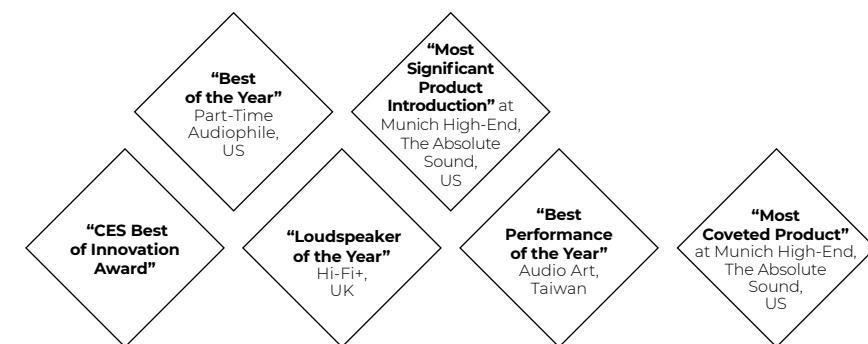 “Best
of the Year”
Part-Time
Audiophile,
US
“Most
Significant
Product
Introduction” at
Munich High-End,
The Absolute
Sound,
US
“CES Best
of Innovation
Award”
“Loudspeaker
of the Year”
Hi-Fi+,
UK
“Best
Performance
of the Year”
Audio Art,
Taiwan
“Most
Coveted Product”
at Munich High-End,
The Absolute
Sound,
US